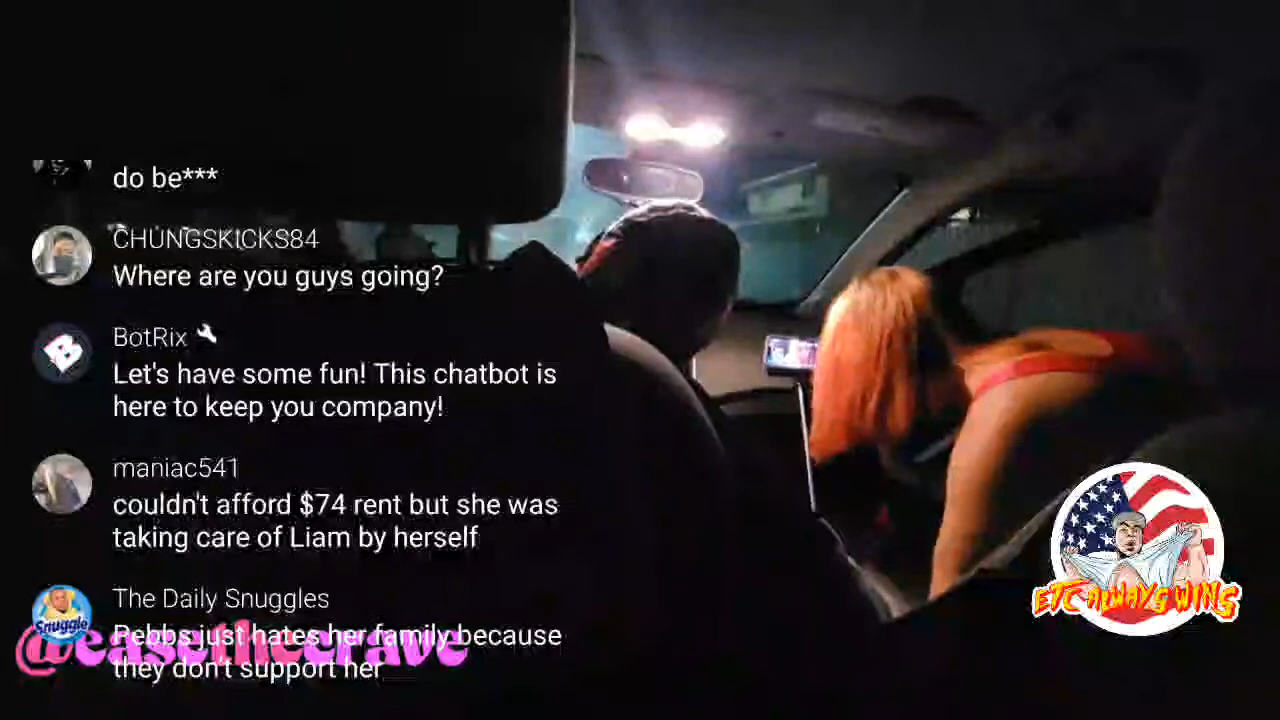 do be***
CHUNGSKICKS84
Where are you guys going?
BotRix
Let's have some fun! This chatbot is
here to keep you company!
maniac541
couldn't afford $74 rent but she was
taking care of Liam by herself
The Daily Snuggles
Snuggle
Rebbs just hates her family because
@easethecrave
they don't support her
ETC ALWAYS WINS